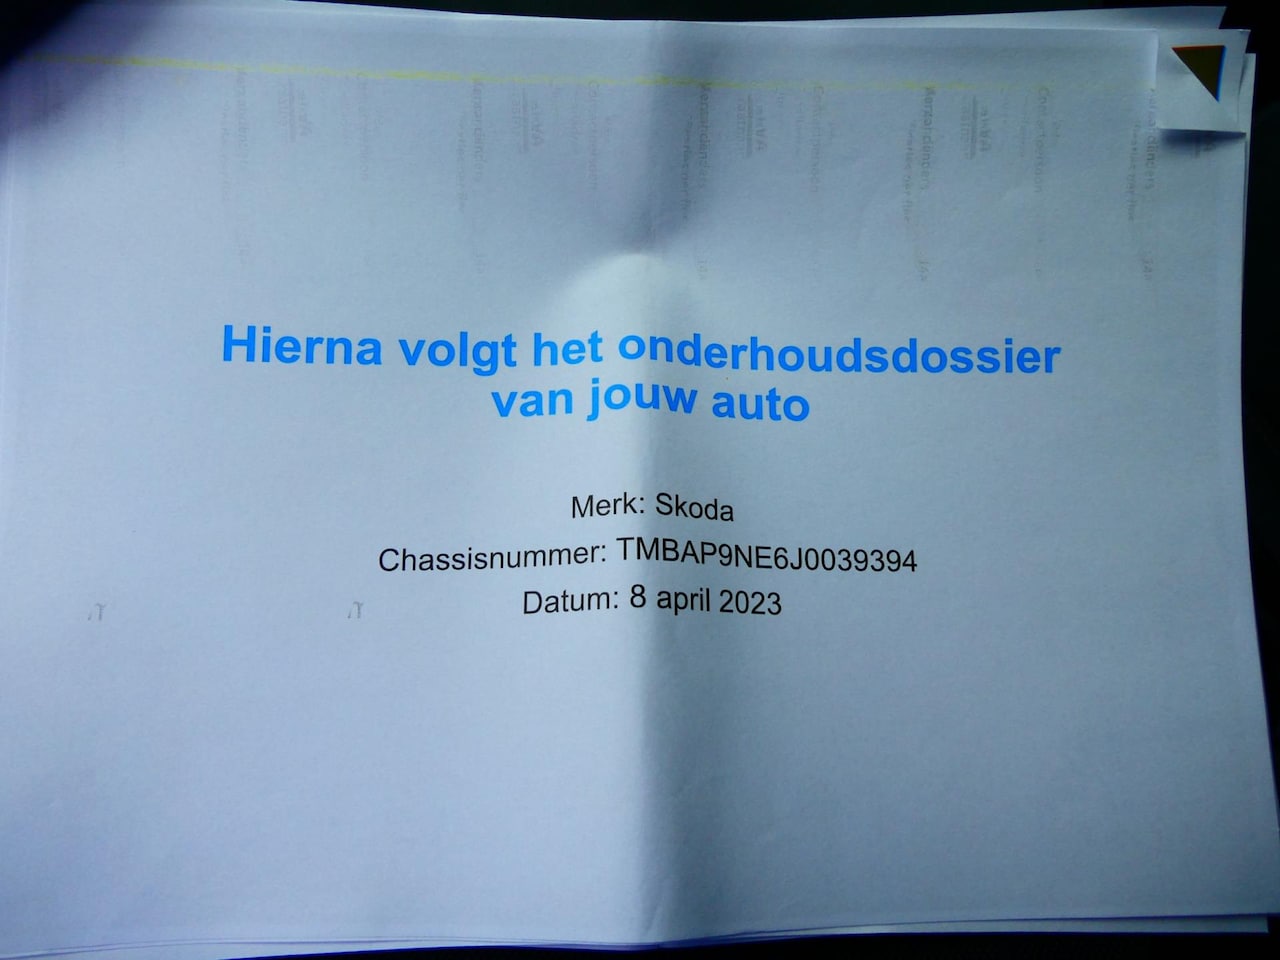 Hierna volgt het onderhoudsdossier
van jouw auto
Merk: Skoda
Chassisnummer: TMBAP9NE6J0039394
Datum: 8 april 2023